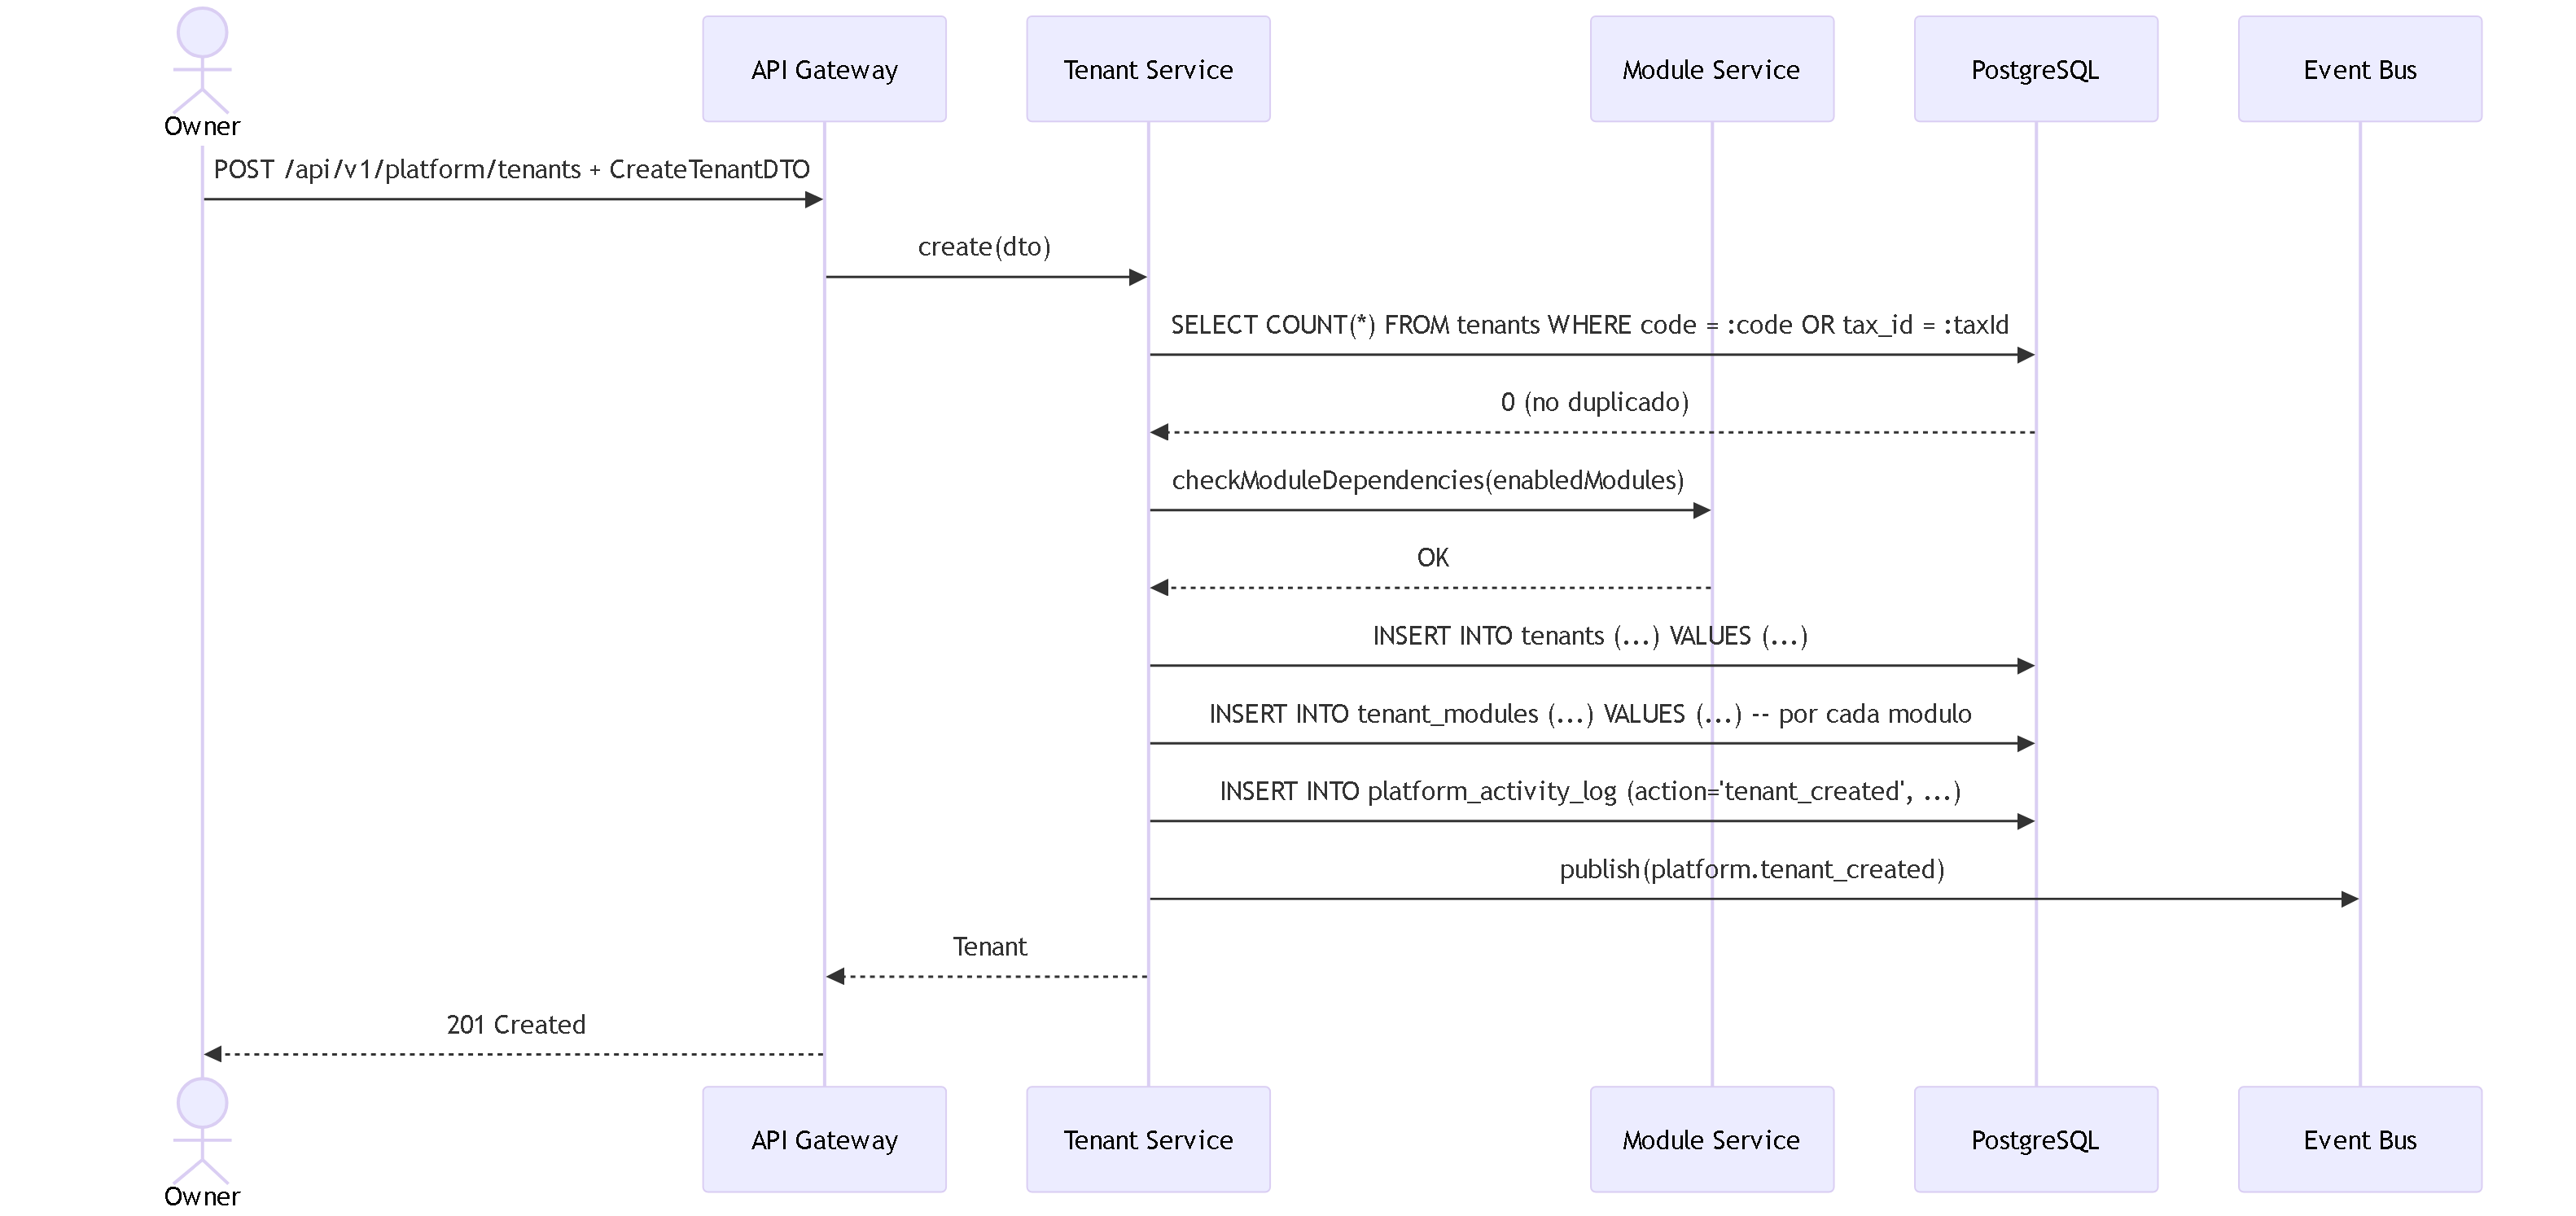 API Gateway
Tenant Service
Module Service
PostgreSQL
Event Bus
Owner
POST /api/v1/platform/tenants + CreateTenantDTO
create(dto)
SELECT COUNT(*) FROM tenants WHERE code = :code OR tax_id = :taxId
0 (no duplicado)
checkModuleDependencies(enabledModules)
OK
INSERT INTO tenants (...) VALUES (...)
INSERT INTO tenant_modules (...) VALUES (...) -- por cada modulo
INSERT INTO platform_activity_log (action='tenant_created', ...)
publish(platform.tenant_created)
Tenant
201 Created
API Gateway
Tenant Service
Module Service
PostgreSQL
Event Bus
Owner